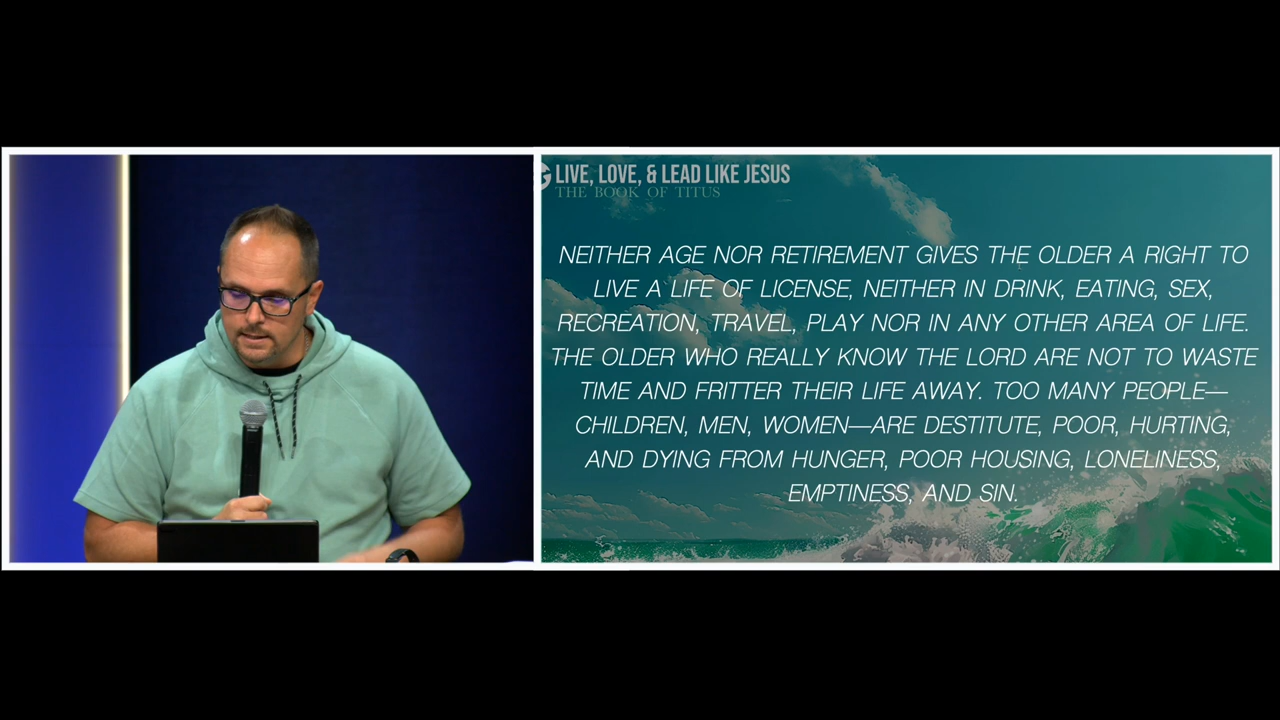 LIVE, LOVE, & LEAD LIKE JESUS
THE BOOK OF TITUS
NEITHER AGE NOR RETIREMENT GIVES THE OLDER A RIGHT TO
LIVE A LIFE OF LICENSE, NEITHER IN DRINK, EATING, SEX,
RECREATION, TRAVEL, PLAY NOR IN ANY OTHER AREA OF LIFE.
THE OLDER WHO REALLY KNOW THE LORD ARE NOT TO WASTE
TIME AND FRITTER THEIR LIFE AWAY. TOO MANY PEOPLE—
CHILDREN, MEN, WOMEN—ARE DESTITUTE, POOR, HURTING,
AND DYING FROM HUNGER, POOR HOUSING, LONELINESS,
EMPTINESS, AND SIN.